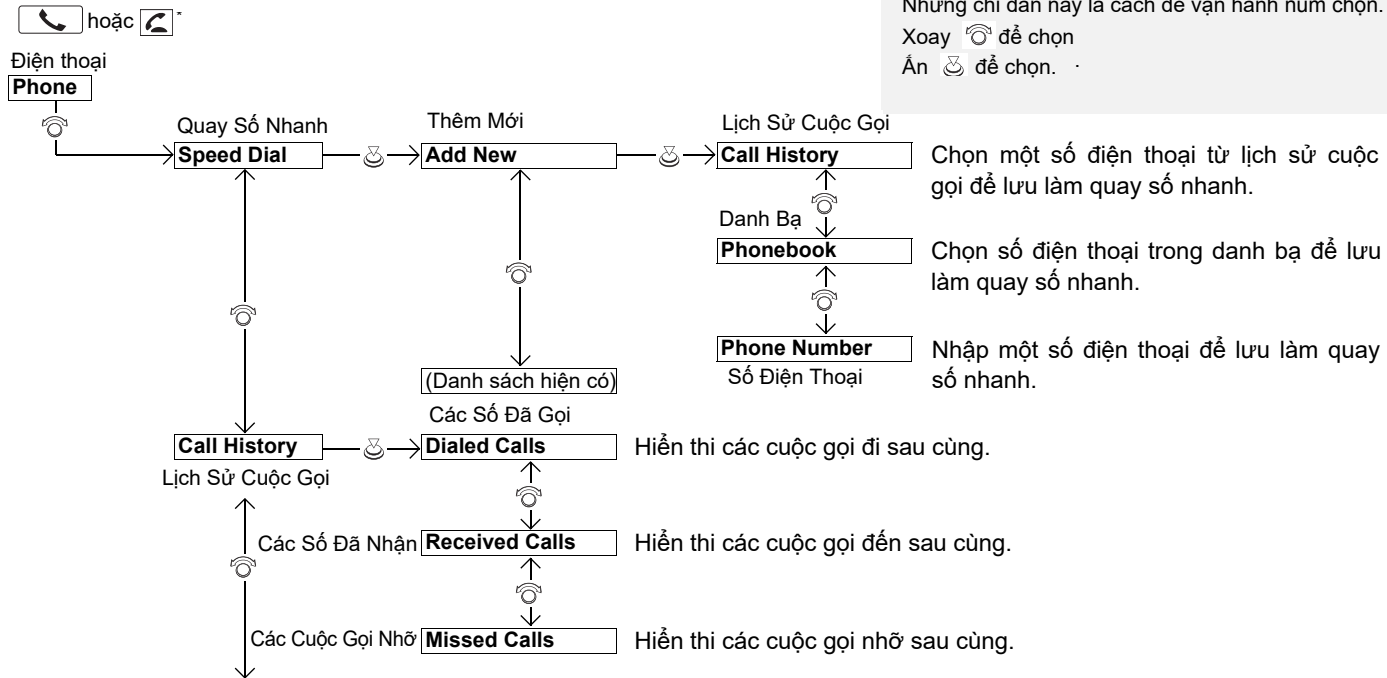 hoặc *
Những chỉ dẫn này là cách để vận hành núm chọn.
Xoay để chọn
Ấn để chọn.
Điện thoại
Phone
Quay Số Nhanh
Thêm Mới
Lịch Sử Cuộc Gọi
Speed Dial
Add New
Call History
Chọn một số điện thoại từ lịch sử cuộc
gọi để lưu làm quay số nhanh.
Danh Bạ
Phonebook
Chọn số điện thoại trong danh bạ để lưu
làm quay số nhanh.
Phone Number
Số Điện Thoại
Nhập một số điện thoại để lưu làm quay
số nhanh.
(Danh sách hiện có)
Các Số Đã Gọi
Call History
Dialed Calls
Hiển thi các cuộc gọi đi sau cùng.
Lịch Sử Cuộc Gọi
Các Số Đã Nhận
Received Calls
Hiển thi các cuộc gọi đến sau cùng.
Các Cuộc Gọi Nhỡ
Missed Calls
Hiển thi các cuộc gọi nhỡ sau cùng.